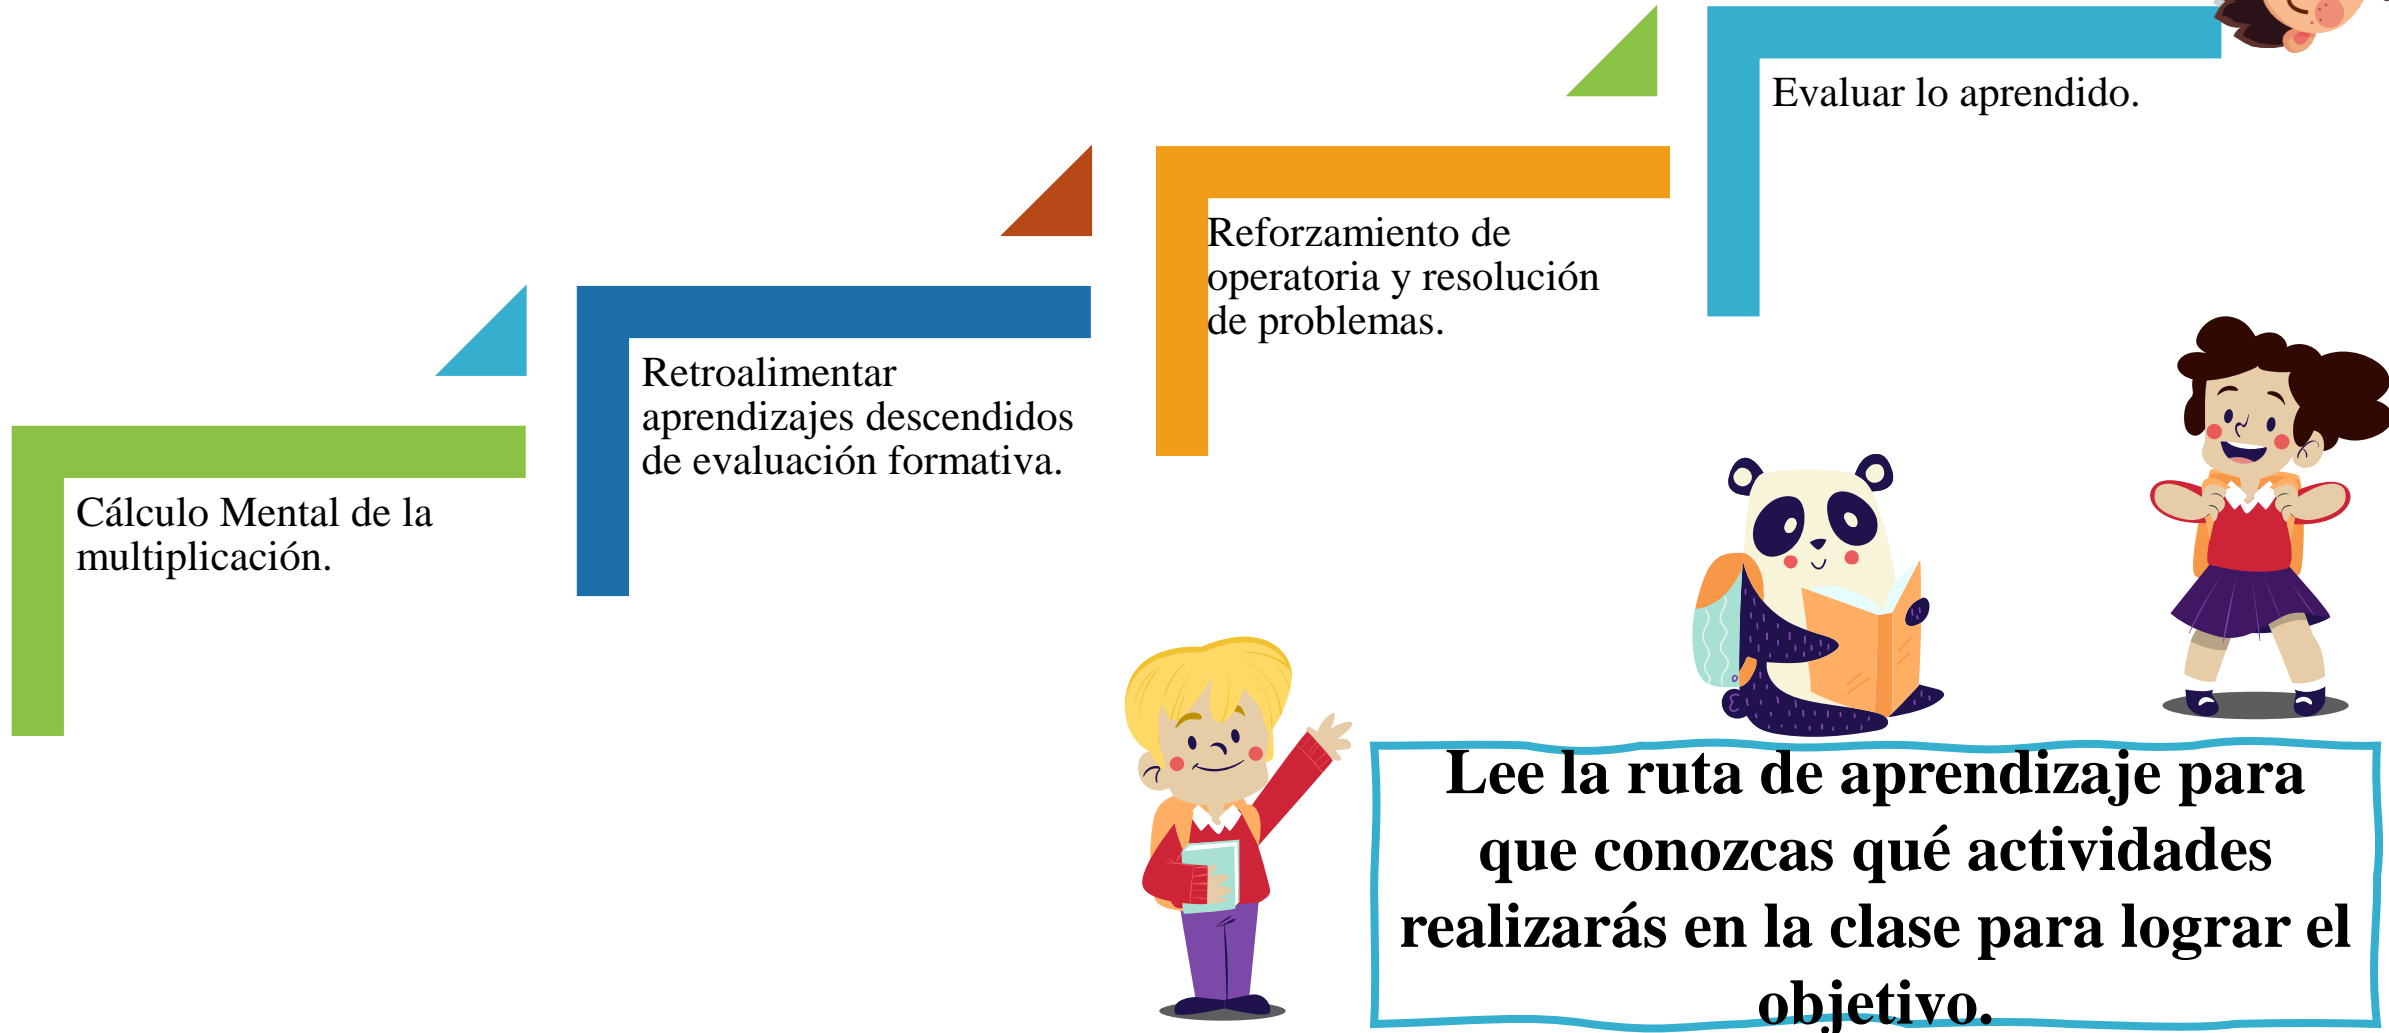 Cálculo Mental de la
multiplicación.
Retroalimentar
aprendizajes descendidos
de evaluación formativa.
Reforzamiento de
operatoria y resolución
de problemas.
Evaluar lo aprendido.
Lee la ruta de aprendizaje para
que conozcas qué actividades
realizarás en la clase para lograr el
objetivo.